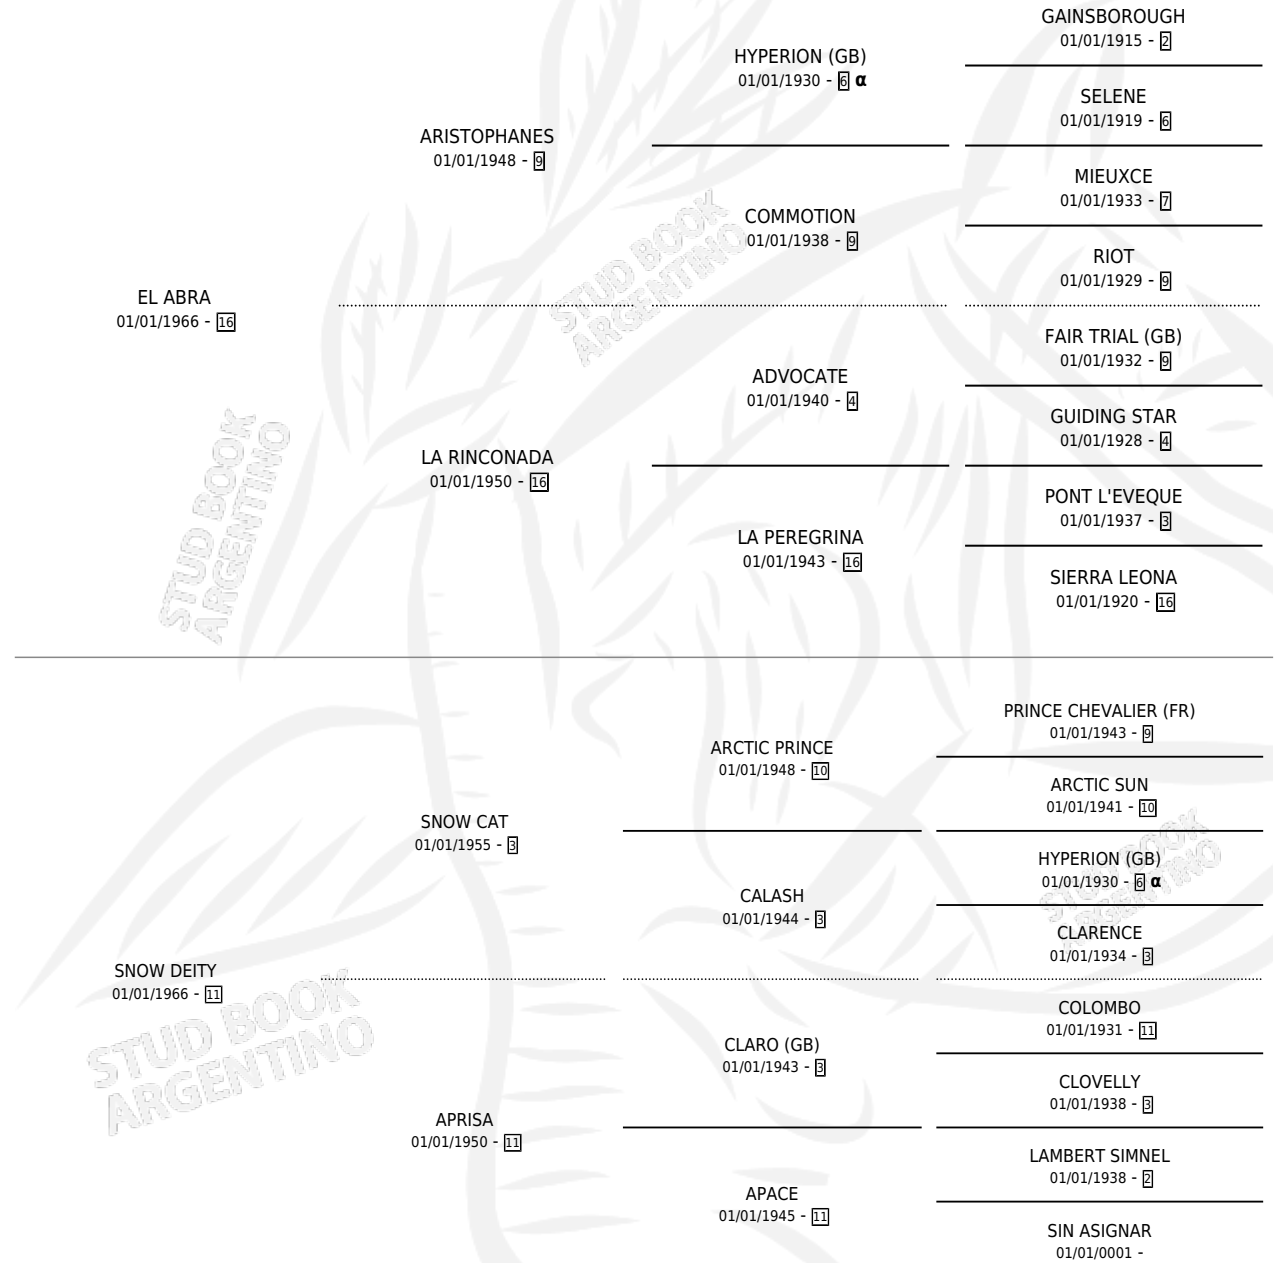 GAINSBOROUGH
01/01/1915 - 2
HYPERION (GB)
01/01/1930 - 6 α
SELENE
01/01/1919 - 6
ARISTOPHANES
01/01/1948 - 9
MIEUXCE
01/01/1933 - 7
COMMOTION
01/01/1938 - 9
RIOT
01/01/1929 - 9
EL ABRA
01/01/1966 - 16
FAIR TRIAL (GB)
01/01/1932 - 9
ADVOCATE
01/01/1940 - 4
GUIDING STAR
01/01/1928 - 4
LA RINCONADA
01/01/1950 - 16
PONT L'EVEQUE
01/01/1937 - 3
LA PEREGRINA
01/01/1943 - 16
SIERRA LEONA
01/01/1920 - 16
PRINCE CHEVALIER (FR)
01/01/1943 - 9
ARCTIC PRINCE
01/01/1948 - 10
ARCTIC SUN
01/01/1941 - 10
SNOW CAT
01/01/1955 - 3
HYPERION (GB)
01/01/1930 - 6 α
CALASH
01/01/1944 - 3
CLARENCE
01/01/1934 - 3
SNOW DEITY
01/01/1966 - 11
COLOMBO
01/01/1931 - 11
CLARO (GB)
01/01/1943 - 3
CLOVELLY
01/01/1938 - 3
APRISA
01/01/1950 - 11
LAMBERT SIMNEL
01/01/1938 - 2
APACE
01/01/1945 - 11
SIN ASIGNAR
01/01/0001 -
STUD BOOK
ARGENTINO
STUD BOOK
ARGENTINO
STUD BOOK
ARGENTINO
STUD BOOK
ARGENTINO